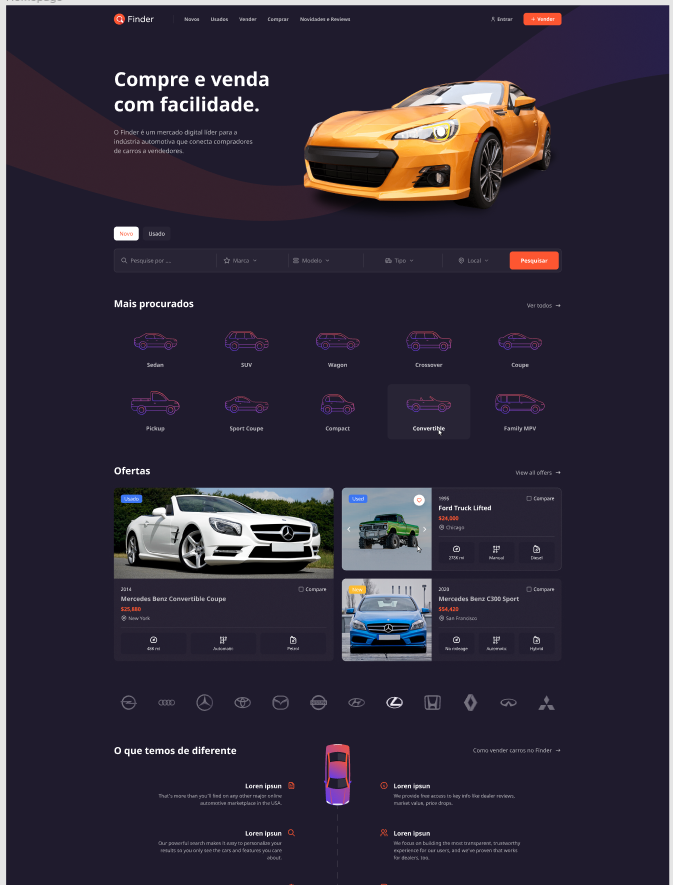 Homepage
Finder
Novos
Usados
Vender
Comprar
Novidades e Reviews
Entrar
+ Vender
Compre e venda
com facilidade.
O Finder é um mercado digital líder para a
indústria automotiva que conecta compradores
de carros a vendedores.
Novo
Usado
Pesquise por ...
Marca
Modelo
Tipo
Local
Pesquisar
Mais procurados
Ver todos →
Sedan
SUV
Wagon
Crossover
Coupe
Pickup
Sport Coupe
Compact
Convertible
Family MPV
Ofertas
View all offers →
Usado
2014
Compare
Mercedes Benz Convertible Coupe
$25,880
New York
48K mi
Automatic
Petrol
Used
1995
Compare
Ford Truck Lifted
$24,000
Chicago
278K mi
Manual
Diesel
New
2020
Compare
Mercedes Benz C300 Sport
$54,420
San Francisco
No mileage
Automatic
Hybrid
O que temos de diferente
Como vender carros no Finder →
Loren ipsun
That's more than you'll find on any other major online
automotive marketplace in the USA.
Loren ipsun
We provide free access to key info like dealer reviews,
market value, price drops.
Loren ipsun
Our powerful search makes it easy to personalize your
results so you only see the cars and features you care
about.
Loren ipsun
We focus on building the most transparent, trustworthy
experience for our users, and we've proven that works
for dealers, too.